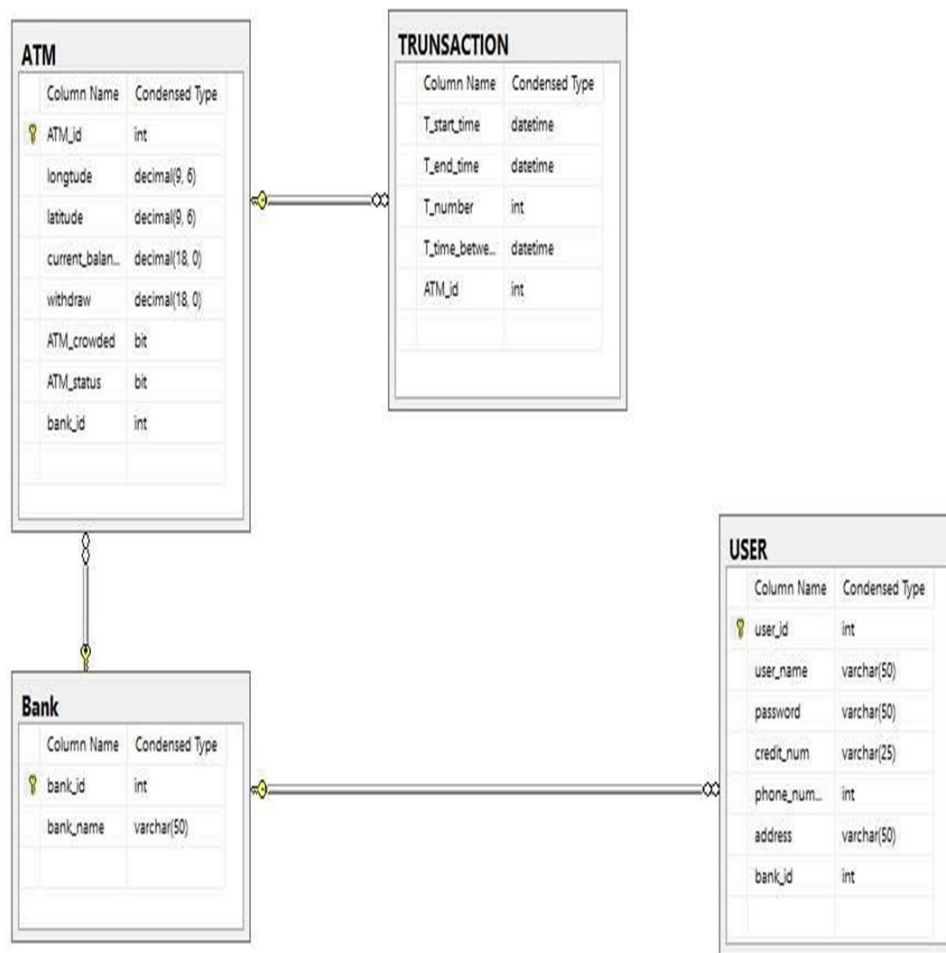 ATM
Column Name Condensed Type
ATM_id int
longtude decimal(9, 6)
latitude decimal(9, 6)
current_balan... decimal(18, 0)
withdraw decimal(18, 0)
ATM_crowded bit
ATM_status bit
bank_id int
TRUNSACTION
Column Name Condensed Type
T_start_time datetime
T_end_time datetime
T_number int
T_time_betwe... datetime
ATM_id int
Bank
Column Name Condensed Type
bank_id int
bank_name varchar(50)
USER
Column Name Condensed Type
user_id int
user_name varchar(50)
password varchar(50)
credit_num varchar(25)
phone_num... int
address varchar(50)
bank_id int